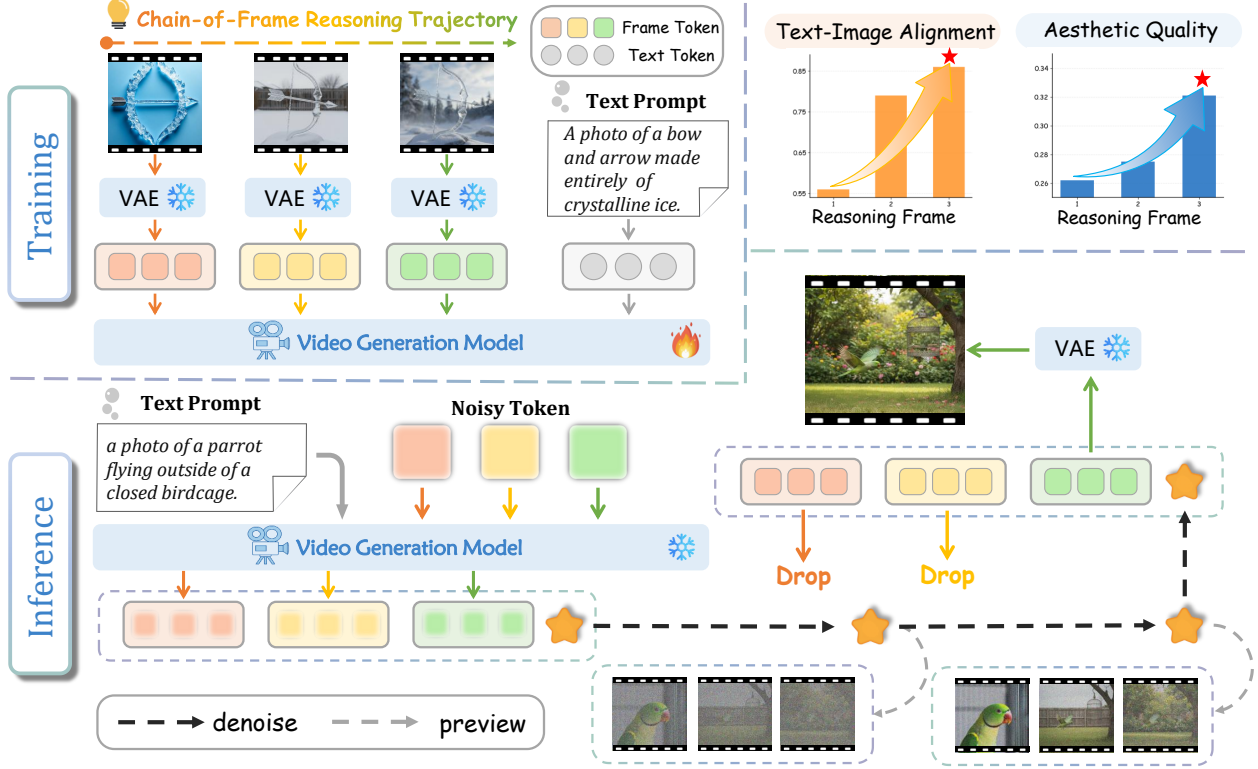 Chain-of-Frame Reasoning Trajectory
Frame Token
Text Token
Training
VAE
VAE
VAE
Text Prompt
A photo of a bow
and arrow made
entirely of
crystalline ice.
Video Generation Model
Text-Image Alignment
0.85
0.75
0.65
0.55
1
2
3
Reasoning Frame
Aesthetic Quality
0.34
0.32
0.30
0.28
0.26
1
2
3
Reasoning Frame
Inference
Text Prompt
a photo of a parrot
flying outside of a
closed birdcage.
Noisy Token
Video Generation Model
VAE
Drop
Drop
denoise
preview